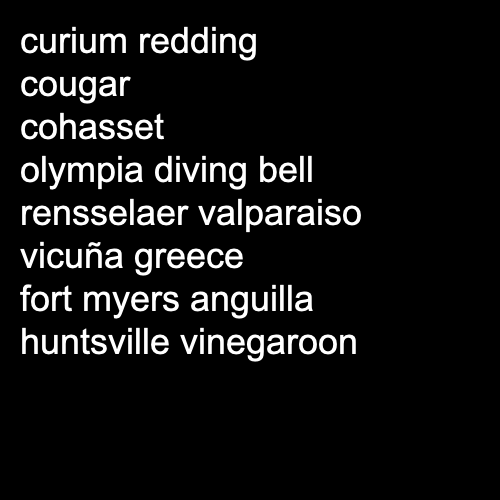 curium redding
cougar
cohasset
olympia diving bell
rensselaer valparaiso
vicuña greece
fort myers anguilla
huntsville vinegaroon